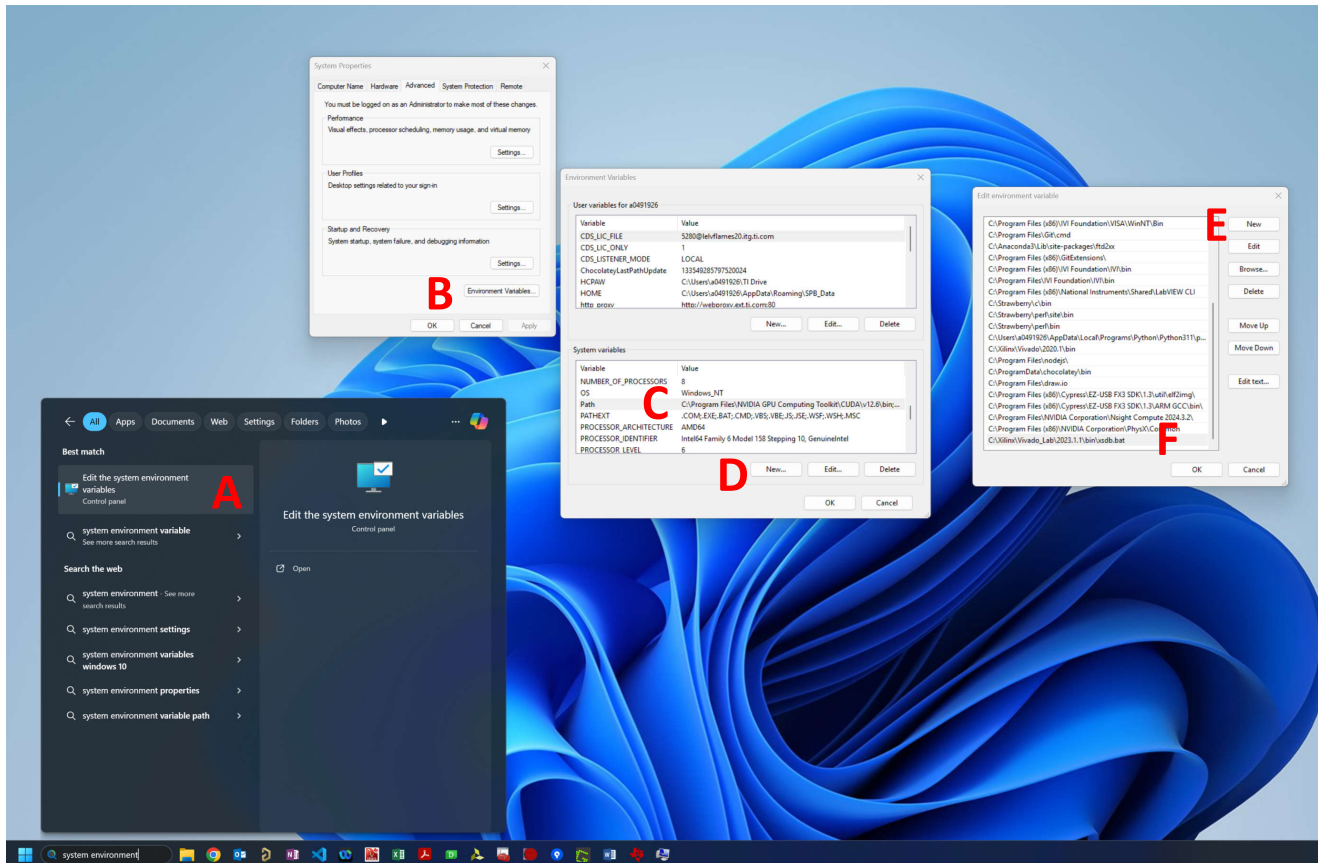 System Properties
Computer Name Hardware Advanced System Protection Remote
You must be logged on as an Administrator to make most of these changes.
Performance
Visual effects, processor scheduling, memory usage, and virtual memory
Settings...
User Profiles
Desktop settings related to your sign-in
Settings...
Startup and Recovery
System startup, system failure, and debugging information
Settings...
B
Environment Variables...
OK Cancel Apply
Environment Variables
User variables for a0491926
Variable Value
CDS_LIC_FILE 5280@lelvflames20.itg.ti.com
CDS_LIC_ONLY 1
CDS_LISTENER_MODE LOCAL
ChocolateyLastPathUpdate 133549285797520024
HCPAW C:\Users\a0491926\TI Drive
HOME C:\Users\a0491926\AppData\Roaming\SPB_Data
http_proxy http://webproxy.ext.ti.com:80
New... Edit... Delete
System variables
Variable Value
NUMBER_OF_PROCESSORS 8
OS Windows_NT
Path C:\Program Files\NVIDIA GPU Computing Toolkit\CUDA\v12.6\bin;...
C
PATHEXT .COM;.EXE;.BAT;.CMD;.VBS;.VBE;.JS;.JSE;.WSF;.WSH;.MSC
PROCESSOR_ARCHITECTURE AMD64
PROCESSOR_IDENTIFIER Intel64 Family 6 Model 158 Stepping 10, GenuineIntel
PROCESSOR_LEVEL 6
D
New... Edit... Delete
OK Cancel
Edit environment variable
C:\Program Files (x86)\IVI Foundation\VISA\WinNT\Bin
C:\Program Files\Git\cmd
C:\Anaconda3\Lib\site-packages\ftd2xx
C:\Program Files (x86)\GitExtensions\
C:\Program Files (x86)\IVI Foundation\IVI\bin
C:\Program Files\IVI Foundation\IVI\bin
C:\Program Files (x86)\National Instruments\Shared\LabVIEW CLI
C:\Strawberry\c\bin
C:\Strawberry\perl\site\bin
C:\Strawberry\perl\bin
C:\Users\a0491926\AppData\Local\Programs\Python\Python311\p...
C:\Xilinx\Vivado\2020.1\bin
C:\Program Files\nodejs\
C:\ProgramData\chocolatey\bin
C:\Program Files\draw.io
C:\Program Files (x86)\Cypress\EZ-USB FX3 SDK\1.3\util\elf2img\
C:\Program Files (x86)\Cypress\EZ-USB FX3 SDK\1.3\ARM GCC\bin\
C:\Program Files\NVIDIA Corporation\Nsight Compute 2024.3.2\
C:\Program Files (x86)\NVIDIA Corporation\PhysX\Common
C:\Xilinx\Vivado_Lab\2023.1.1\bin\xsdb.bat
E
New
Edit
Browse...
Delete
Move Up
Move Down
Edit text...
F
OK Cancel
All Apps Documents Web Settings Folders Photos
Best match
Edit the system environment
variables
Control panel
A
system environment variable
See more search results
Search the web
system environment - See more
search results
system environment settings
system environment variables
windows 10
system environment properties
system environment variable path
Edit the system environment variables
Control panel
Open
system environment